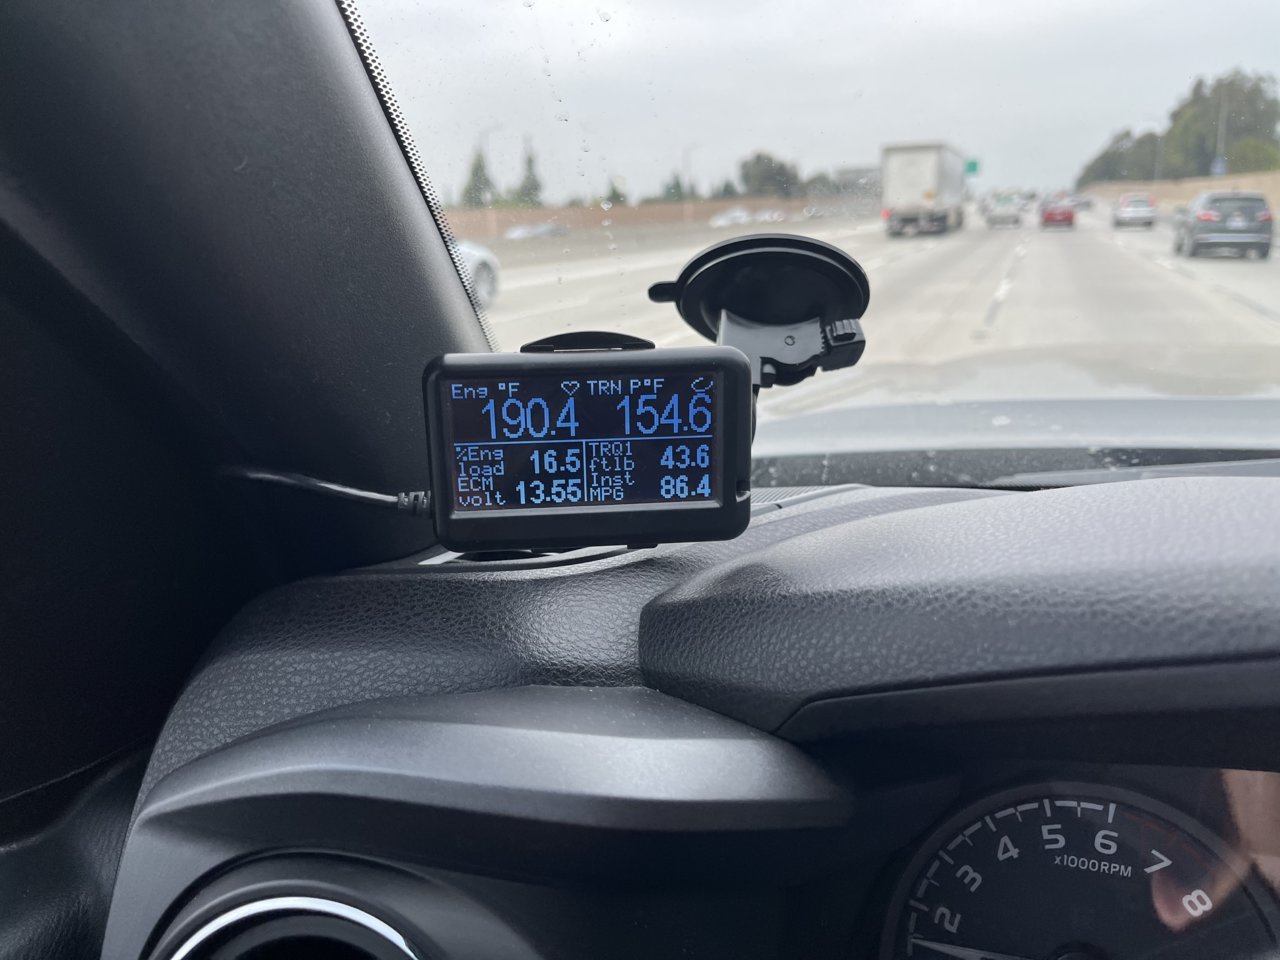 Eng °F ♡ TRN P°F
190.4 154.6
%Eng load 16.5
TRQ1 ftlb 43.6
ECM volt 13.55
Inst MPG 86.4
2 3 4 5 6 7 8
x1000RPM